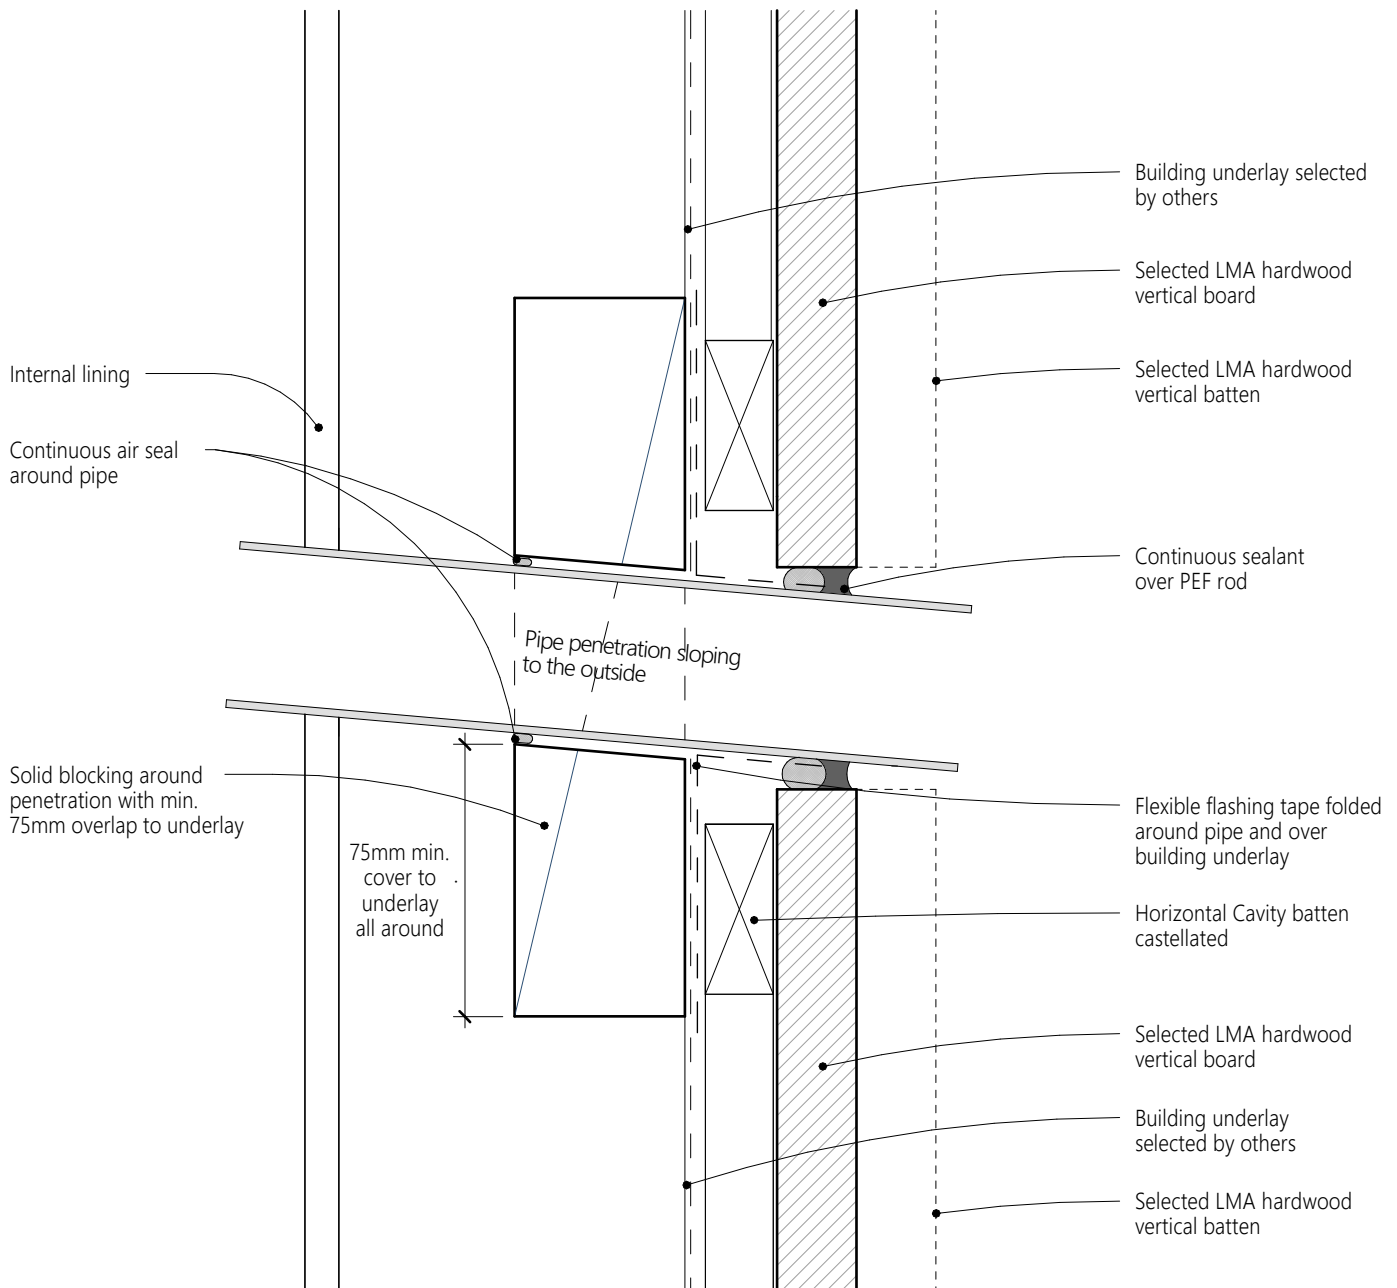 Building underlay selected
by others
Selected LMA hardwood
vertical board
Selected LMA hardwood
vertical batten
Internal lining
Continuous air seal
around pipe
Continuous sealant
over PEF rod
Pipe penetration sloping
to the outside
Solid blocking around
penetration with min.
75mm overlap to underlay
75mm min.
cover to
underlay
all around
Flexible flashing tape folded
around pipe and over
building underlay
Horizontal Cavity batten
castellated
Selected LMA hardwood
vertical board
Building underlay
selected by others
Selected LMA hardwood
vertical batten